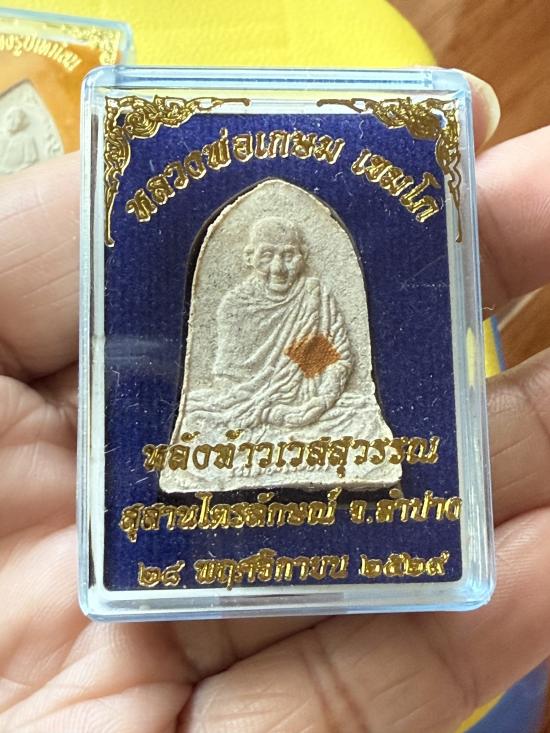 หลวงพ่อเกษม เขมโก
หลังท้าวเวสสุวรรณ
สุสานไตรลักษณ์ จ.ลำปาง
๒๘ พฤศจิกายน ๒๕๒๙